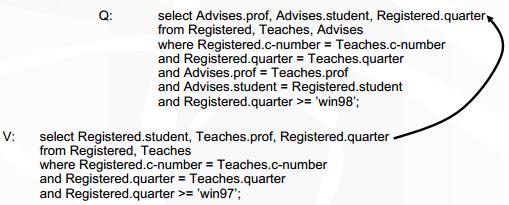 Q: select Advises.prof, Advises.student, Registered.quarter
from Registered, Teaches, Advises
where Registered.c-number = Teaches.c-number
and Registered.quarter = Teaches.quarter
and Advises.prof = Teaches.prof
and Advises.student = Registered.student
and Registered.quarter >= 'win98';
V: select Registered.student, Teaches.prof, Registered.quarter
from Registered, Teaches
where Registered.c-number = Teaches.c-number
and Registered.quarter = Teaches.quarter
and Registered.quarter >= 'win97';